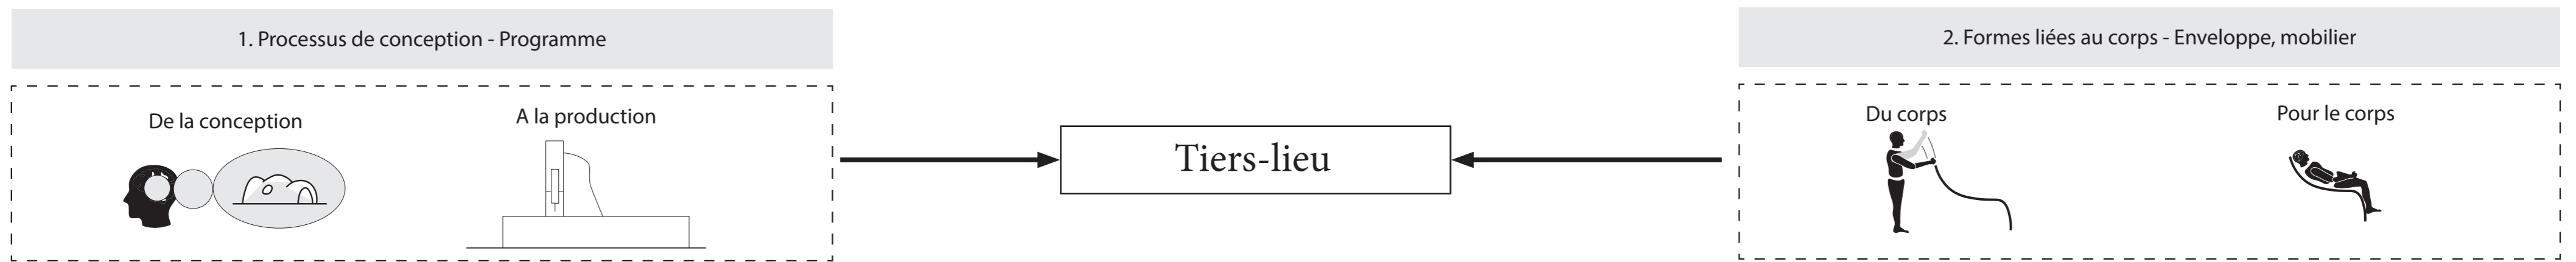 1. Processus de conception - Programme
De la conception
A la production
Tiers-lieu
2. Formes liées au corps - Enveloppe, mobilier
Du corps
Pour le corps